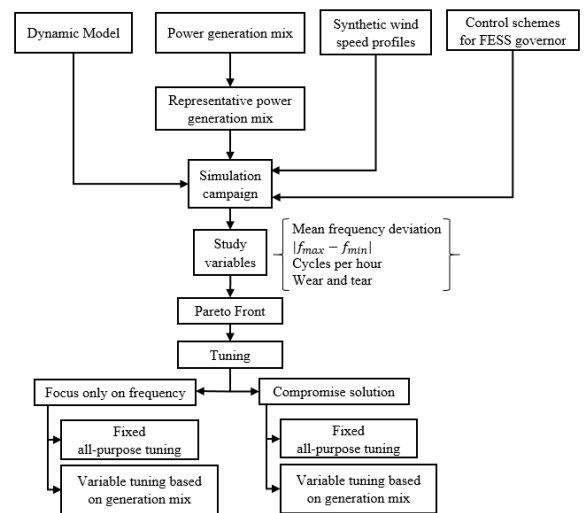 Dynamic Model
Power generation mix
Synthetic wind
speed profiles
Control schemes
for FESS governor
Representative power
generation mix
Simulation
campaign
Study
variables
Mean frequency deviation
|fmax − fmin|
Cycles per hour
Wear and tear
Pareto Front
Tuning
Focus only on frequency
Compromise solution
Fixed
all-purpose tuning
Fixed
all-purpose tuning
Variable tuning based
on generation mix
Variable tuning based
on generation mix